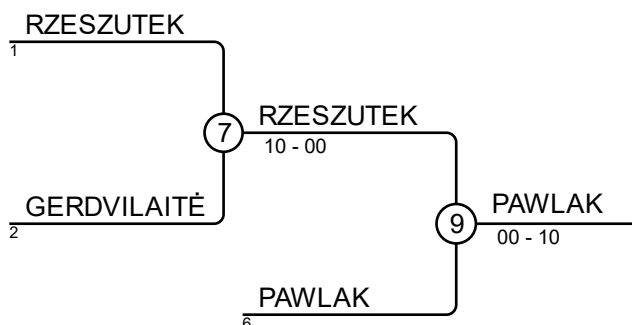 RZESZUTEK
1
7
RZESZUTEK
10 - 00
GERDVILAITĖ
2
9
PAWLAK
00 - 10
PAWLAK
6